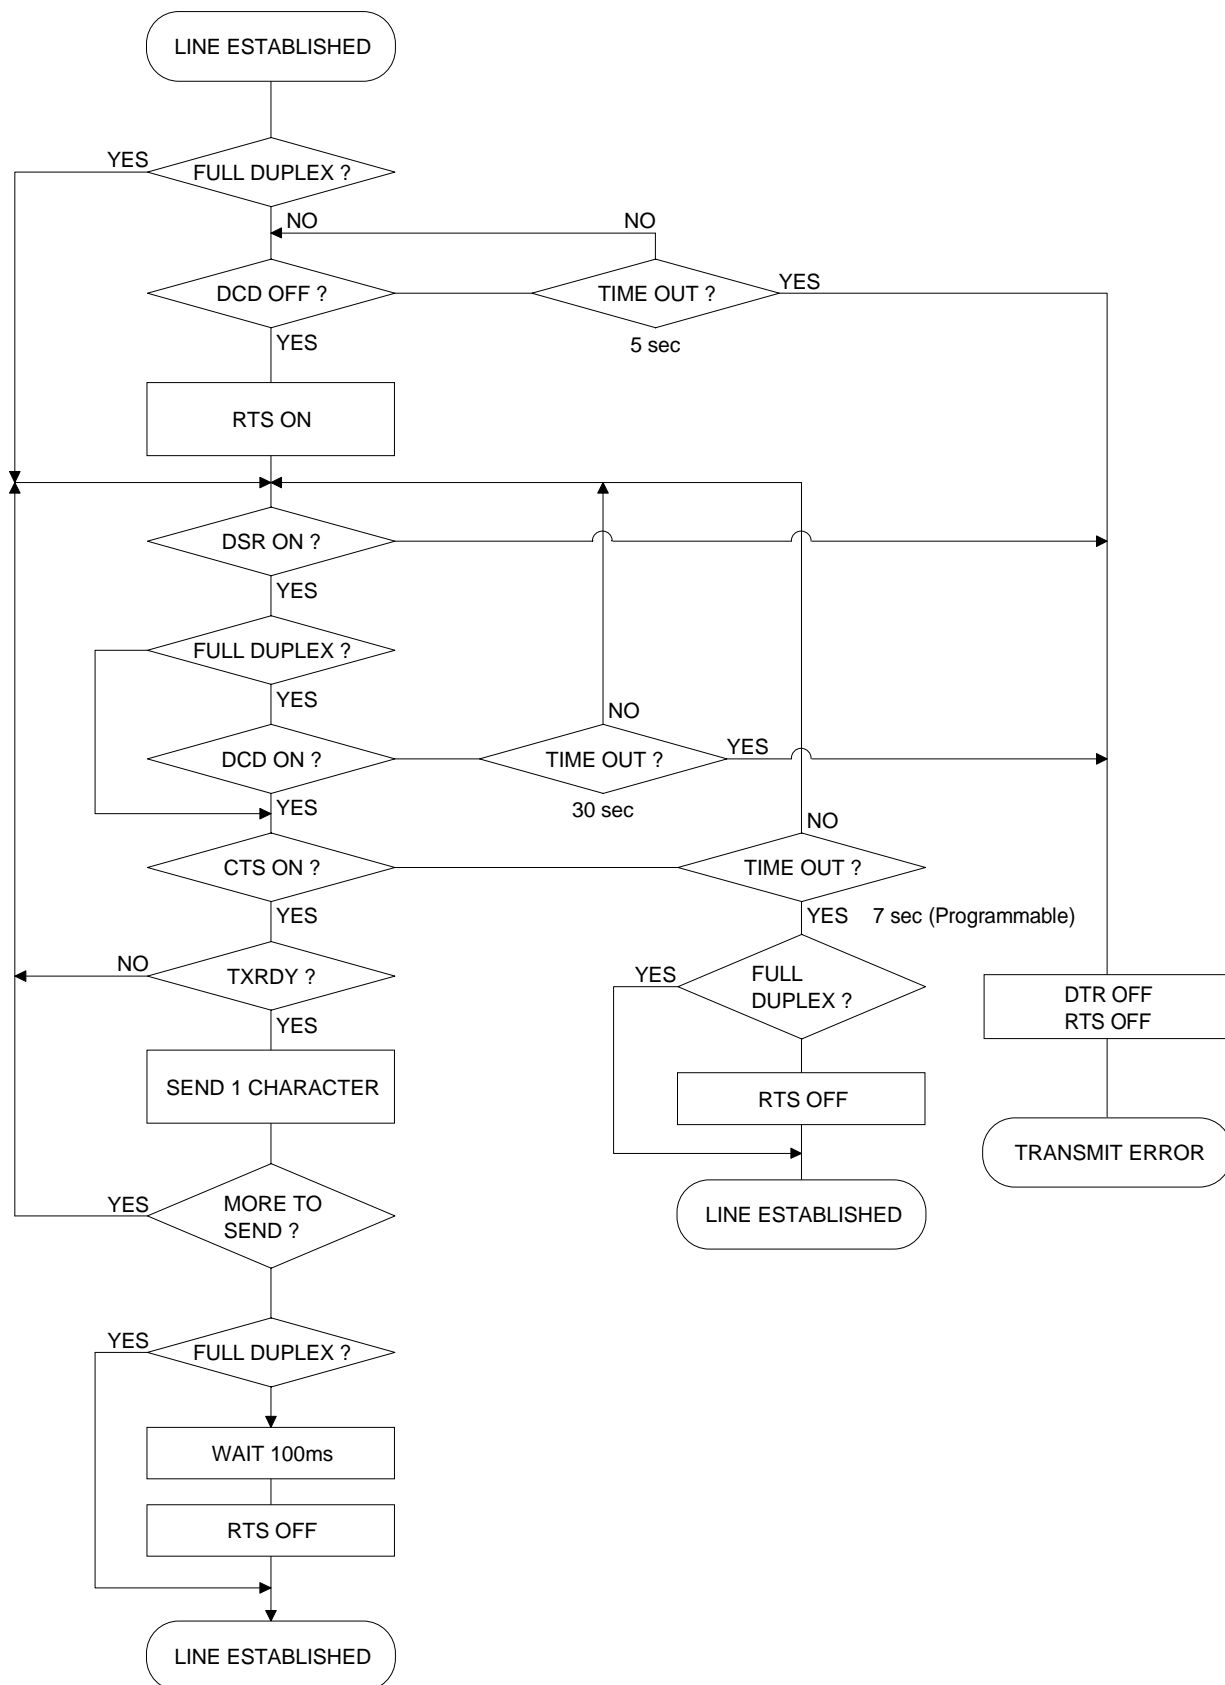 LINE ESTABLISHED
YES
FULL DUPLEX ?
NO
NO
DCD OFF ?
TIME OUT ?
YES
YES
5 sec
RTS ON
DSR ON ?
YES
FULL DUPLEX ?
YES
NO
DCD ON ?
TIME OUT ?
YES
YES
30 sec
NO
CTS ON ?
TIME OUT ?
YES
YES
7 sec (Programmable)
NO
TXRDY ?
YES
FULL
DUPLEX ?
DTR OFF
RTS OFF
YES
SEND 1 CHARACTER
RTS OFF
TRANSMIT ERROR
YES
MORE TO
SEND ?
LINE ESTABLISHED
YES
FULL DUPLEX ?
WAIT 100ms
RTS OFF
LINE ESTABLISHED